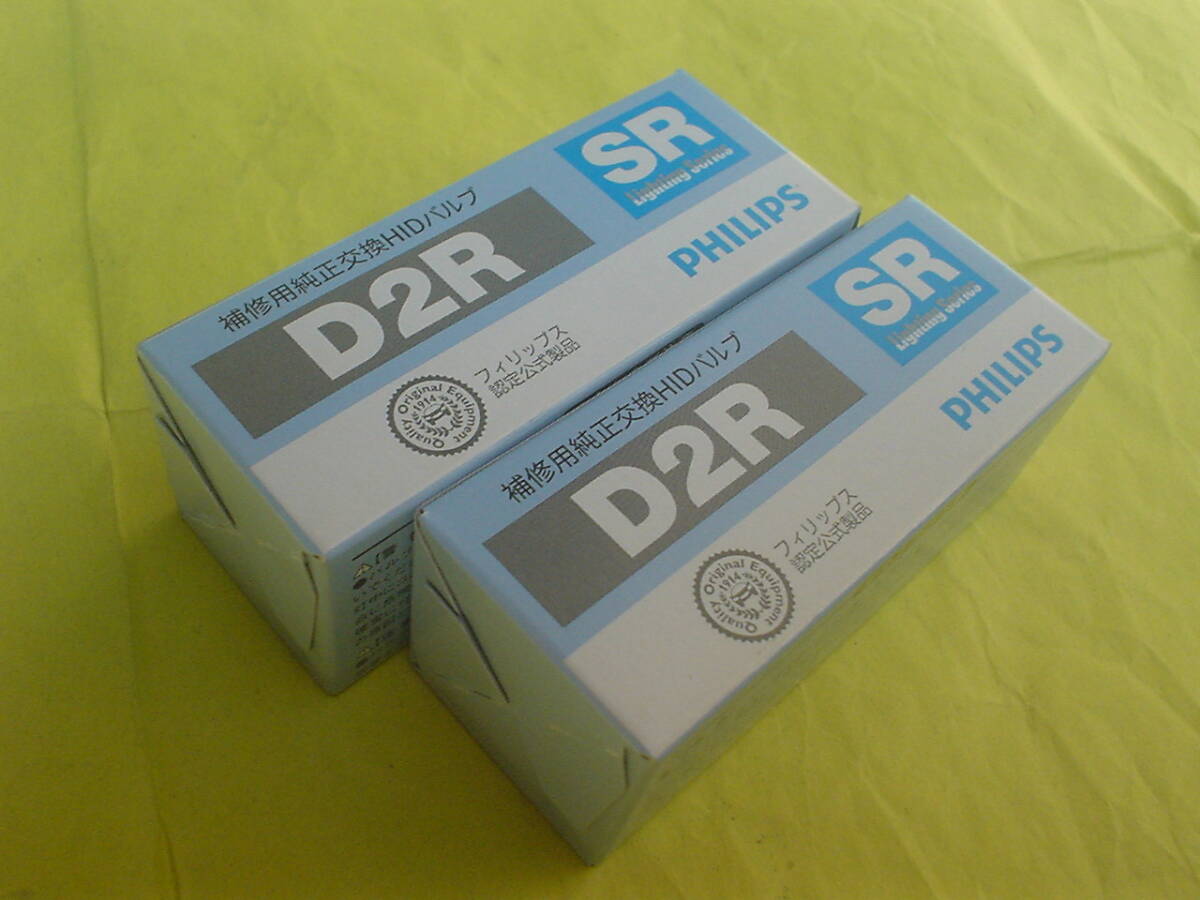 補修用純正交換HIDバルブ
D2R
SR
Lighting Series
PHILIPS
フィリップス
認定公式製品
Original Equipment
1914
Quality
補修用純正交換HIDバルブ
D2R
SR
Lighting Series
PHILIPS
フィリップス
認定公式製品
Original Equipment
1914
Quality